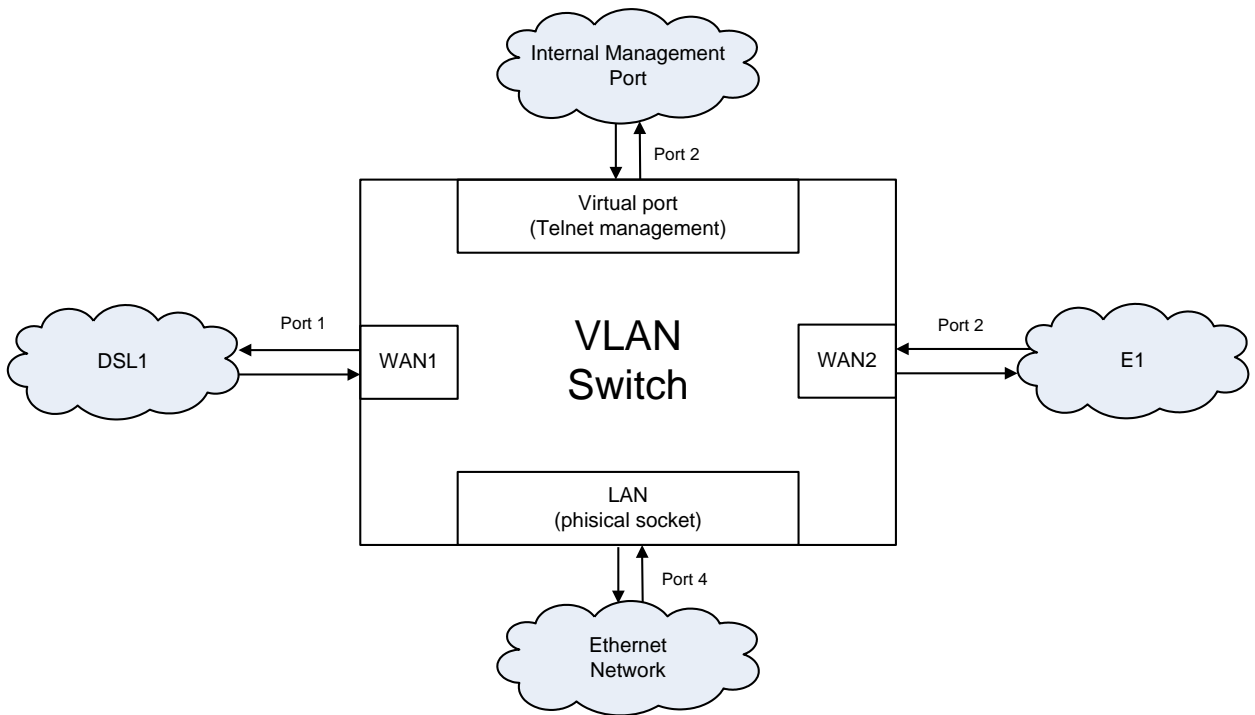 Internal Management
Port
Port 2
Virtual port
(Telnet management)
Port 1
Port 2
DSL1
WAN1
VLAN
Switch
WAN2
E1
LAN
(phisical socket)
Port 4
Ethernet
Network